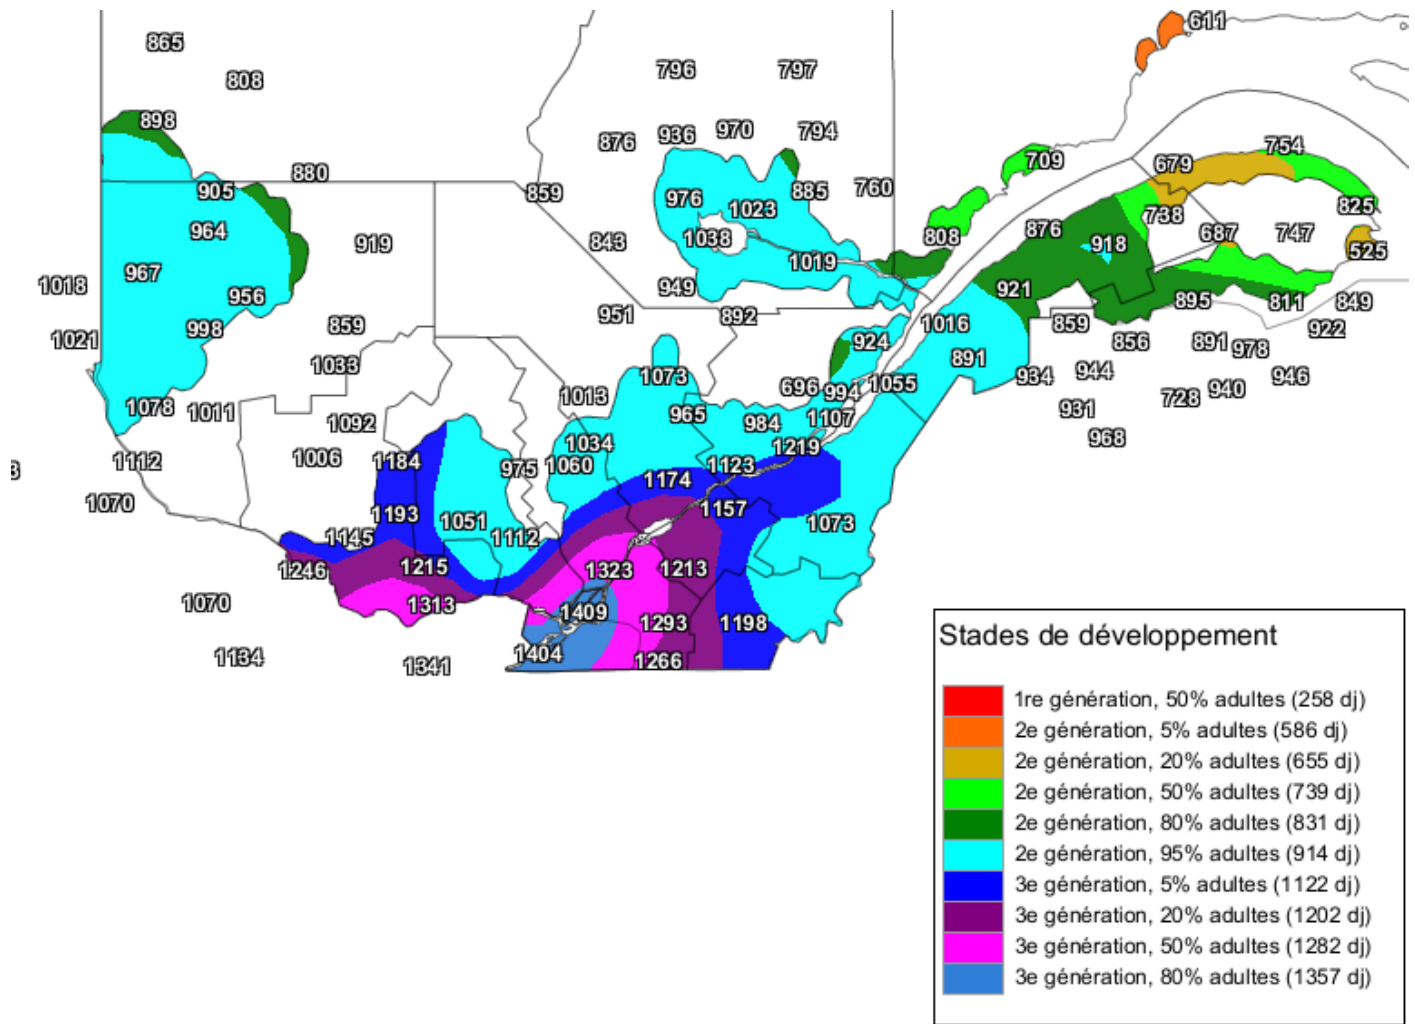 611
865
796 797
808
898
970
936 794
876
754
709 679
880
905 859 885 760
976
1023 825
738
964 876
687 747
1038 808
919 843 918 525
1019
967
1018 949 921
956 895 811 849
951 892
998 1016 859 922
1021 924 856 891
978
891
1033 1073 934 944 946
696 994 1055
1013 940
728
1078 1011 965 1107 931
1092 984
1034 968
1219
1112 1006 1184 975 1060 1123
3
1174
1070 1157
1193 1051 1073
1145 1112
1246 1215 1323 1213
1070 1313 1409
1293 1198
1134 1341 1404 1266
Stades de développement
1re génération, 50% adultes (258 dj)
2e génération, 5% adultes (586 dj)
2e génération, 20% adultes (655 dj)
2e génération, 50% adultes (739 dj)
2e génération, 80% adultes (831 dj)
2e génération, 95% adultes (914 dj)
3e génération, 5% adultes (1122 dj)
3e génération, 20% adultes (1202 dj)
3e génération, 50% adultes (1282 dj)
3e génération, 80% adultes (1357 dj)